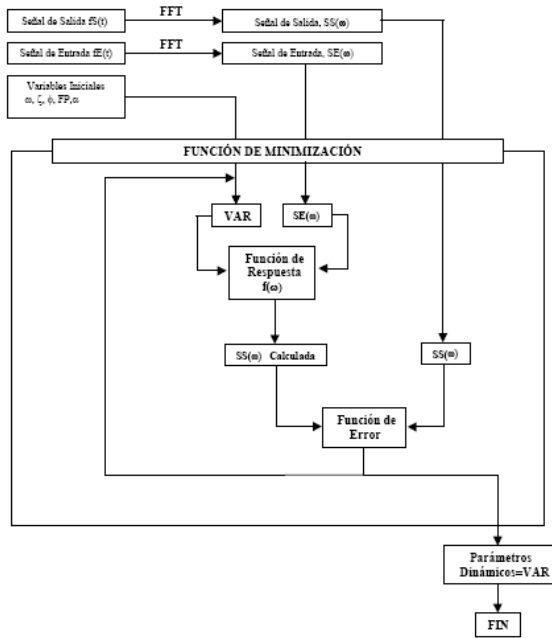 Señal de Salida fS(t)
FFT
Señal de Salida, SS(ω)
Señal de Entrada fE(t)
FFT
Señal de Entrada, SE(ω)
Variables Iniciales
ω, ζ, ϕ, FP,α
FUNCIÓN DE MINIMIZACIÓN
VAR
SE(ω)
Función de
Respuesta
f(ω)
SS(ω) Calculada
SS(ω)
Función de
Error
Parámetros
Dinámicos=VAR
FIN